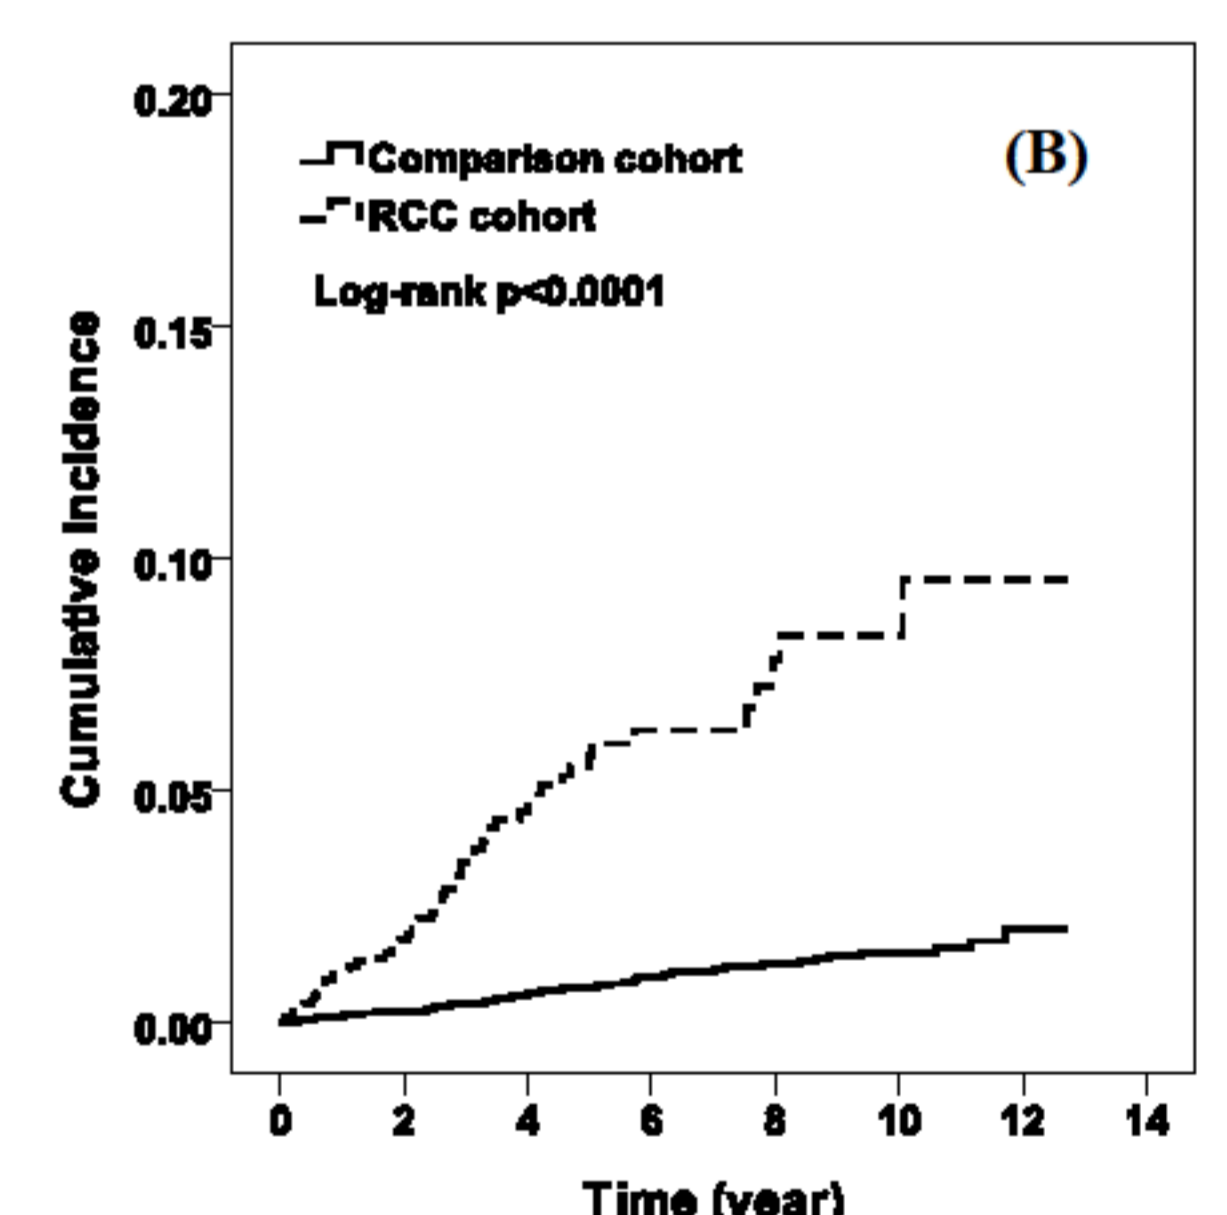 0.20
Comparison cohort
(B)
RCC cohort
Log-rank p<0.0001
0.15
Cumulative Incidence
0.10
0.05
0.00
0 2 4 6 8 10 12 14
Time (year)